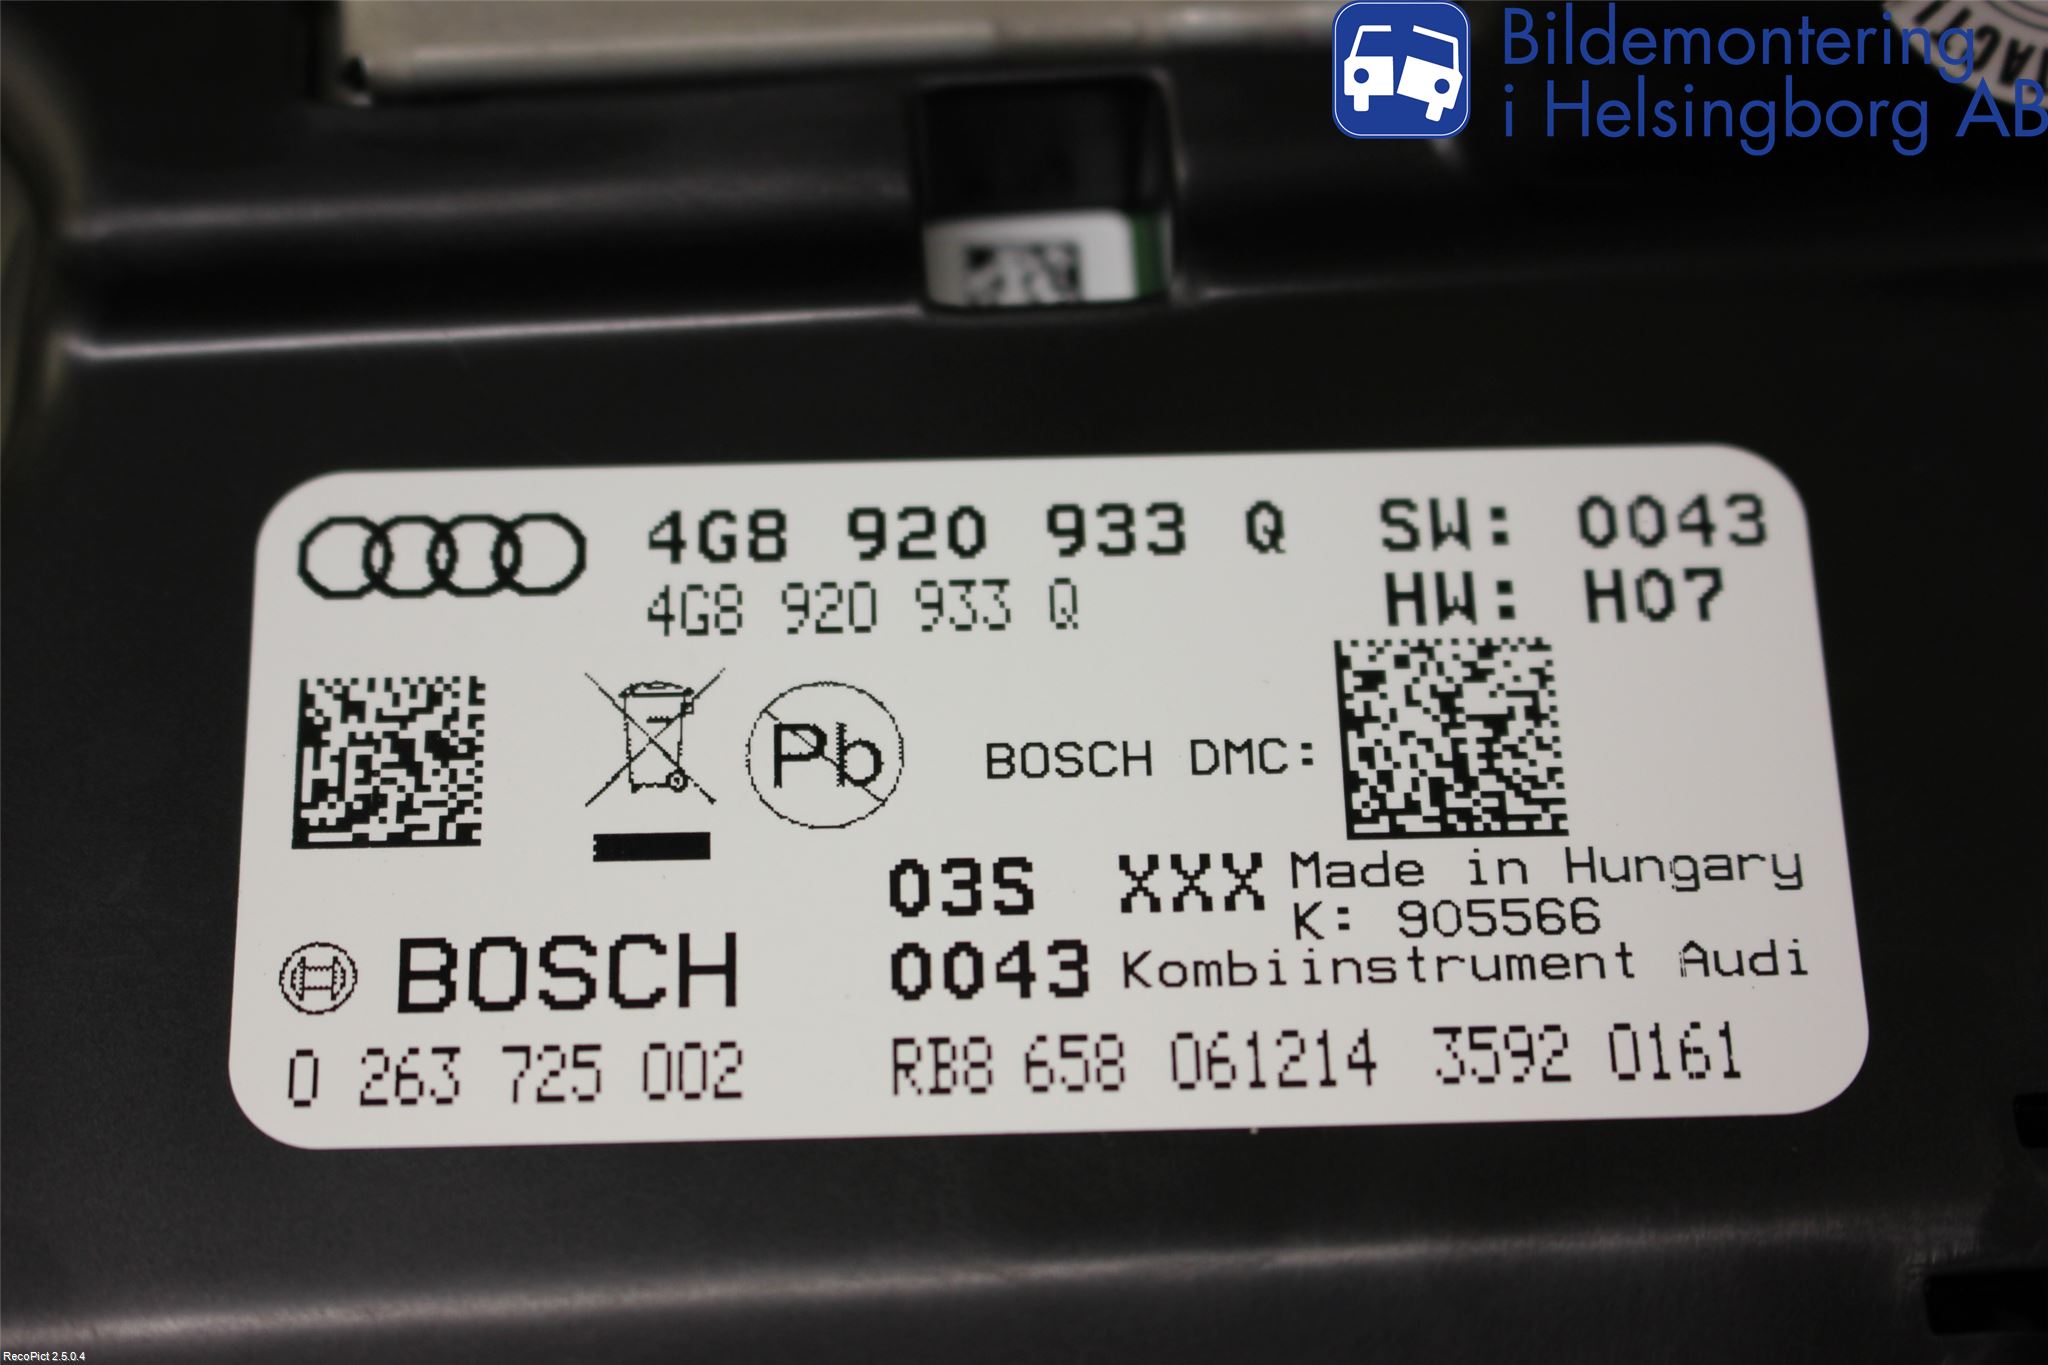 Bildemontering
i Helsingborg AB
4G8 920 933 Q SW: 0043
4G8 920 933 Q HW: H07
Pb
BOSCH DMC:
03S XXX Made in Hungary
K: 905566
BOSCH 0043 Kombiinstrument Audi
0 263 725 002 RB8 658 061214 3592 0161
RecoPict 2.5.0.4